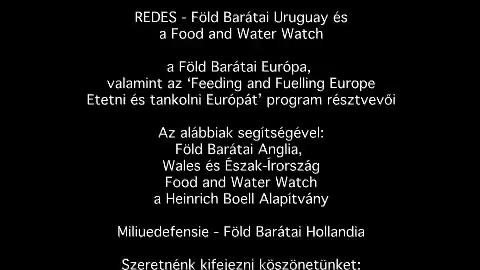 REDES - Föld Barátai Uruguay és
a Food and Water Watch
a Föld Barátai Európa,
valamint az ‘Feeding and Fuelling Europe
Etetni és tankolni Európát’ program résztvevői
Az alábbiak segítségével:
Föld Barátai Anglia,
Wales és Észak-Írország
Food and Water Watch
a Heinrich Boell Alapítvány
Miliuedefensie - Föld Barátai Hollandia
Szeretnénk kifejezni köszönetünket: